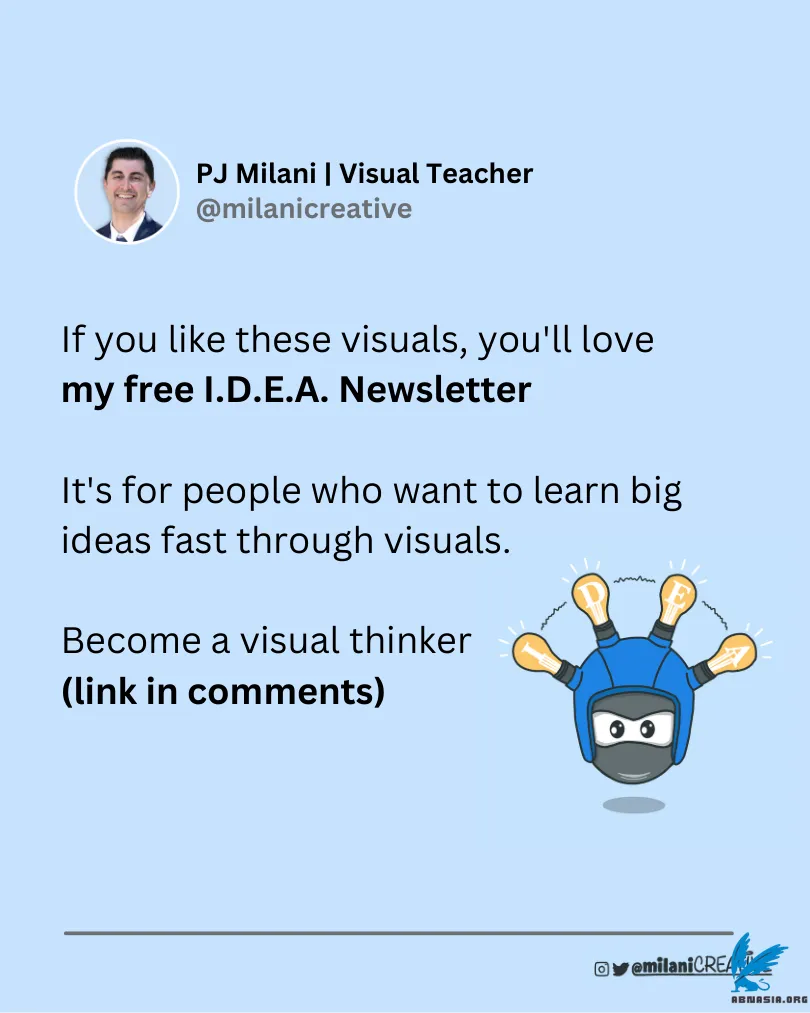 PJ Milani | Visual Teacher
@milanicreative
If you like these visuals, you'll love
my free I.D.E.A. Newsletter
It's for people who want to learn big
ideas fast through visuals.
I D E A
Become a visual thinker
(link in comments)
@milaniCREATIVE
ABNASIA.ORG